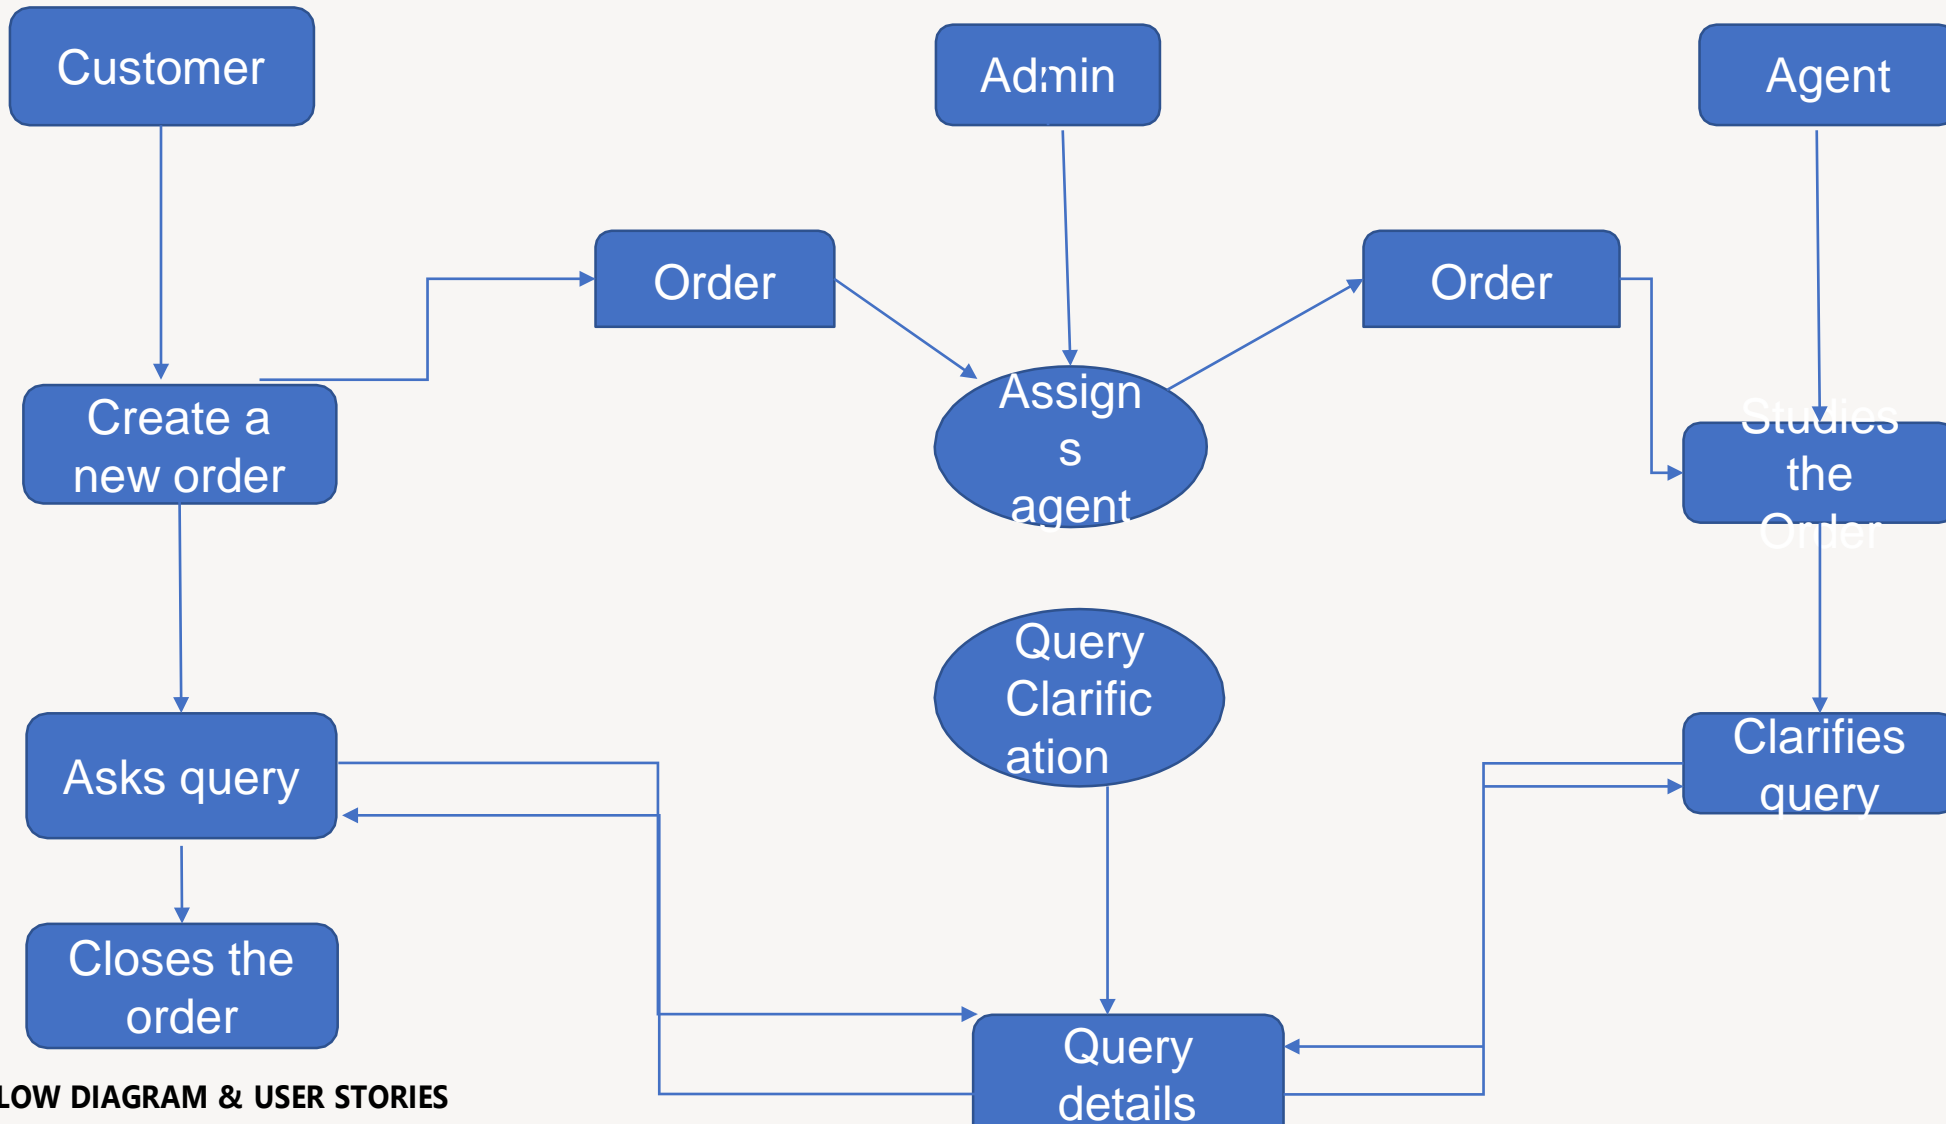 Customer
Admin
Agent
Order
Order
Create a
new order
Assign
s
agent
Studies
the
Order
Query
Clarific
ation
Asks query
Clarifies
query
Closes the
order
Query
details
LOW DIAGRAM & USER STORIES